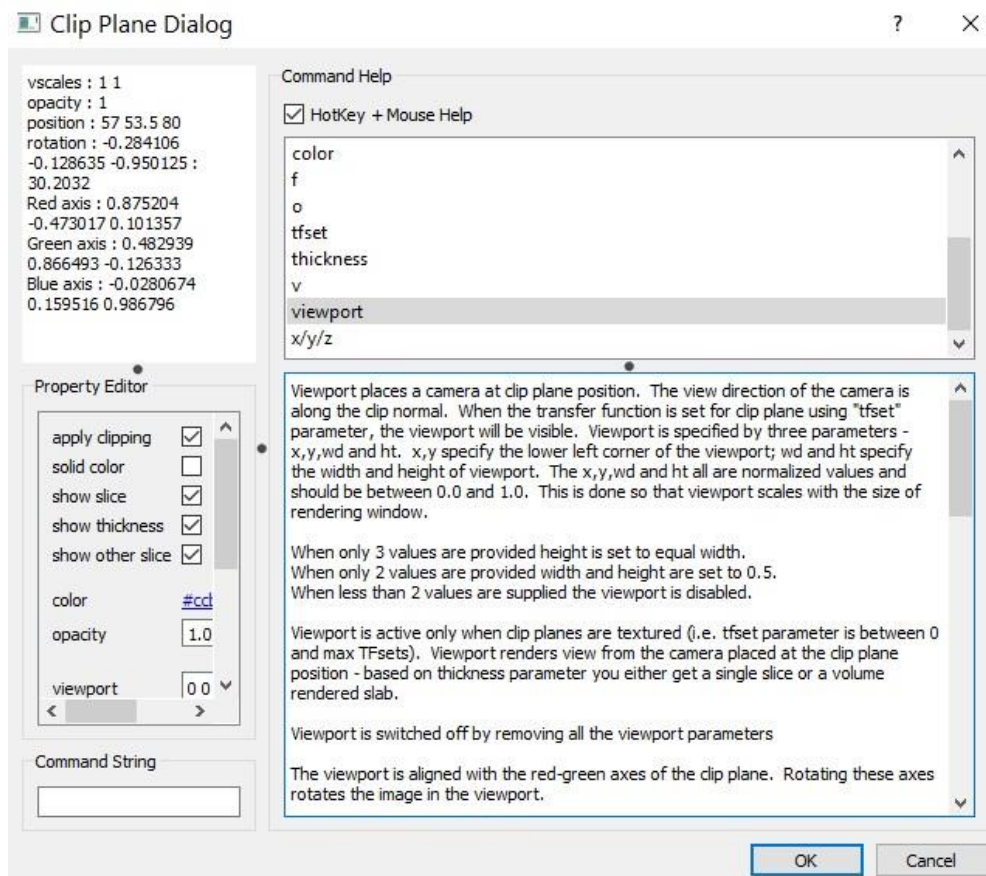 Clip Plane Dialog
?
vscales : 1 1
opacity : 1
position : 57 53.5 80
rotation : -0.284106
-0.128635 -0.950125 :
30.2032
Red axis : 0.875204
-0.473017 0.101357
Green axis : 0.482939
0.866493 -0.126333
Blue axis : -0.0280674
0.159516 0.986796
Property Editor
apply clipping
solid color
show slice
show thickness
show other slice
color
opacity 1.0
viewport 0 0
Command String
Command Help
HotKey + Mouse Help
color
f
o
tfset
thickness
v
viewport
x/y/z
Viewport places a camera at clip plane position. The view direction of the camera is
along the clip normal. When the transfer function is set for clip plane using "tfset"
parameter, the viewport will be visible. Viewport is specified by three parameters -
x,y,wd and ht. x,y specify the lower left corner of the viewport; wd and ht specify
the width and height of viewport. The x,y,wd and ht all are normalized values and
should be between 0.0 and 1.0. This is done so that viewport scales with the size of
rendering window.
When only 3 values are provided height is set to equal width.
When only 2 values are provided width and height are set to 0.5.
When less than 2 values are supplied the viewport is disabled.
Viewport is active only when clip planes are textured (i.e. tfset parameter is between 0
and max TFsets). Viewport renders view from the camera placed at the clip plane
position - based on thickness parameter you either get a single slice or a volume
rendered slab.
Viewport is switched off by removing all the viewport parameters
The viewport is aligned with the red-green axes of the clip plane. Rotating these axes
rotates the image in the viewport.
OK
Cancel